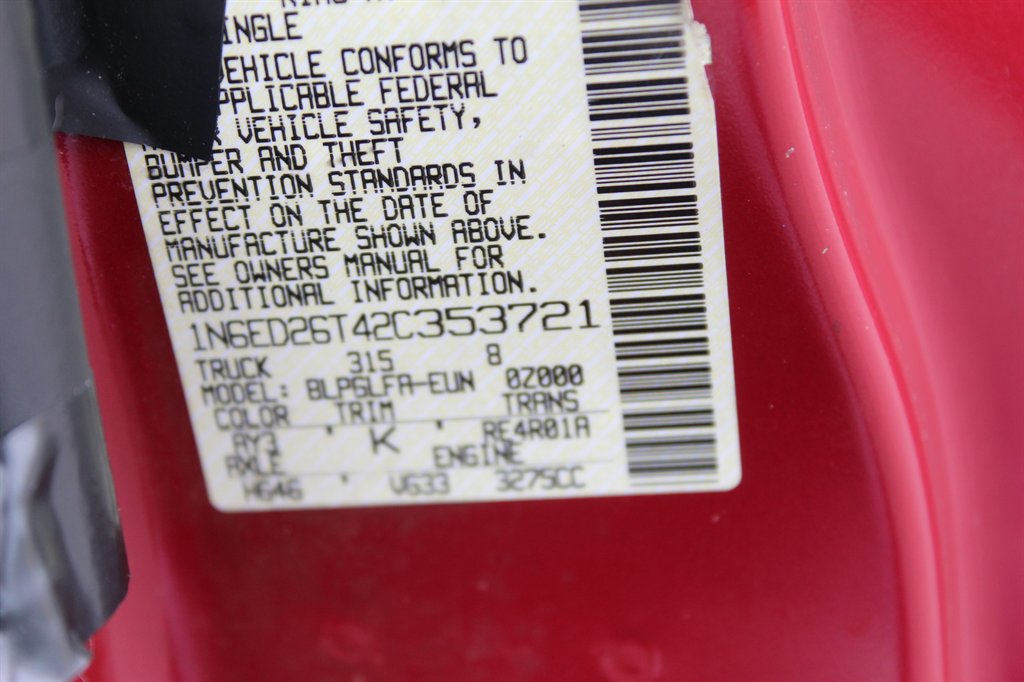 INGLE
VEHICLE CONFORMS TO
APPLICABLE FEDERAL
VEHICLE SAFETY,
BUMPER AND THEFT
PREVENTION STANDARDS IN
EFFECT ON THE DATE OF
MANUFACTURE SHOWN ABOVE.
SEE OWNERS MANUAL FOR
ADDITIONAL INFORMATION.
1N6ED26T42C353721
TRUCK 315 8
MODEL: BLPGLFA-EUN 0Z000
COLOR TRIM TRANS
AY3 ' K ' RE4R01A
AXLE ENGINE
HG46 ' VG33 3275CC